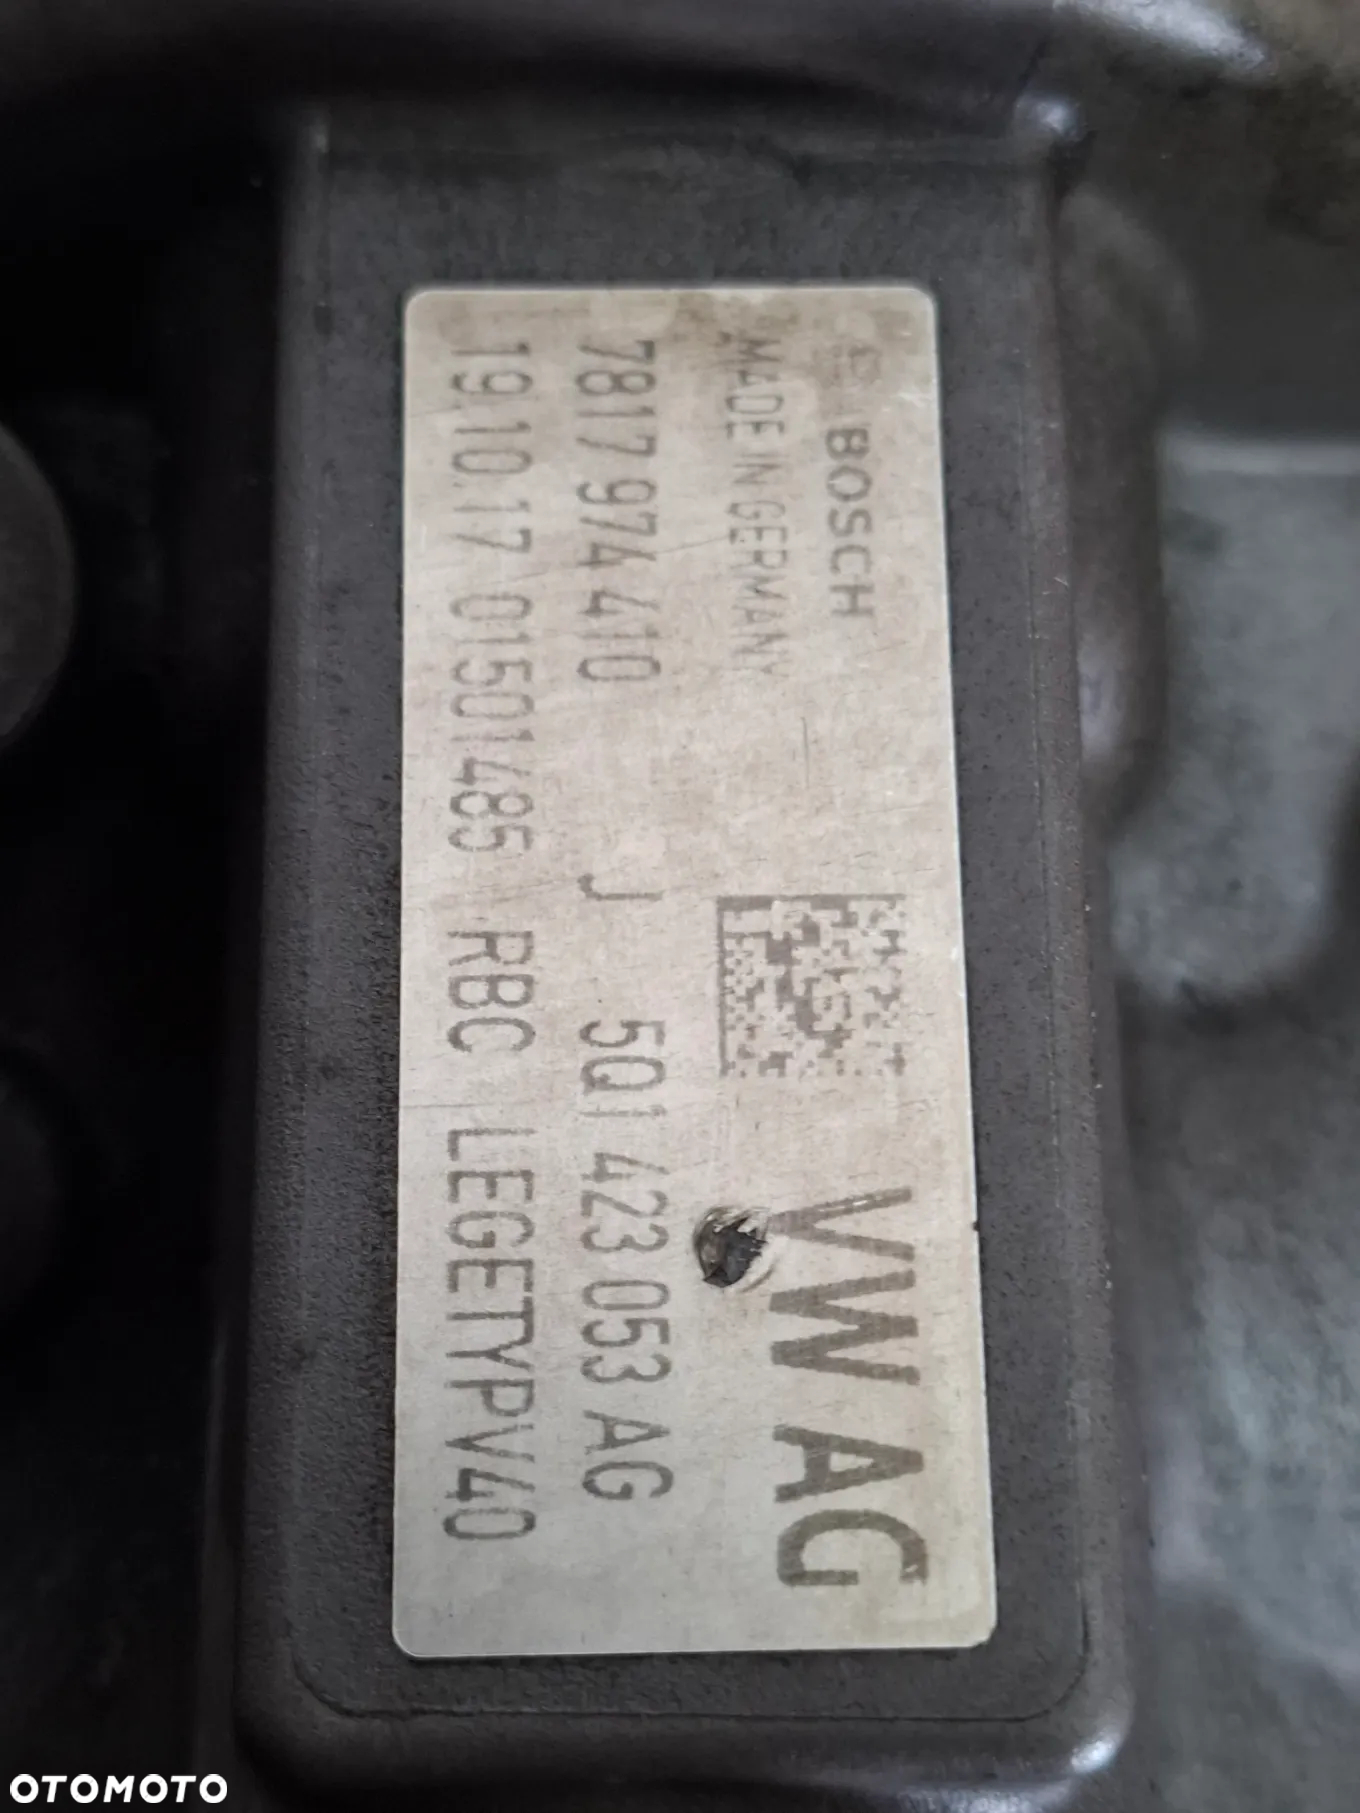 BOSCH
VW AG
MADE IN GERMANY
7817 974 410 J 5Q1 423 053 AG
19.10.17 01501485 RBC LEGETYPV40
OTOMOTO